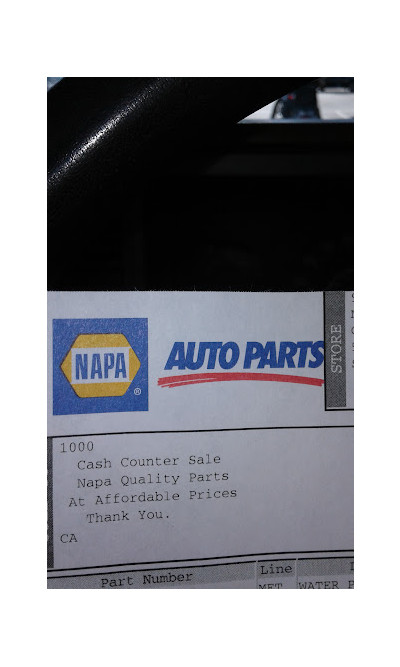 NAPA ®
AUTO PARTS
STORE
1000
Cash Counter Sale
Napa Quality Parts
At Affordable Prices
Thank You.
CA
Part Number
Line
MFT
WATER P